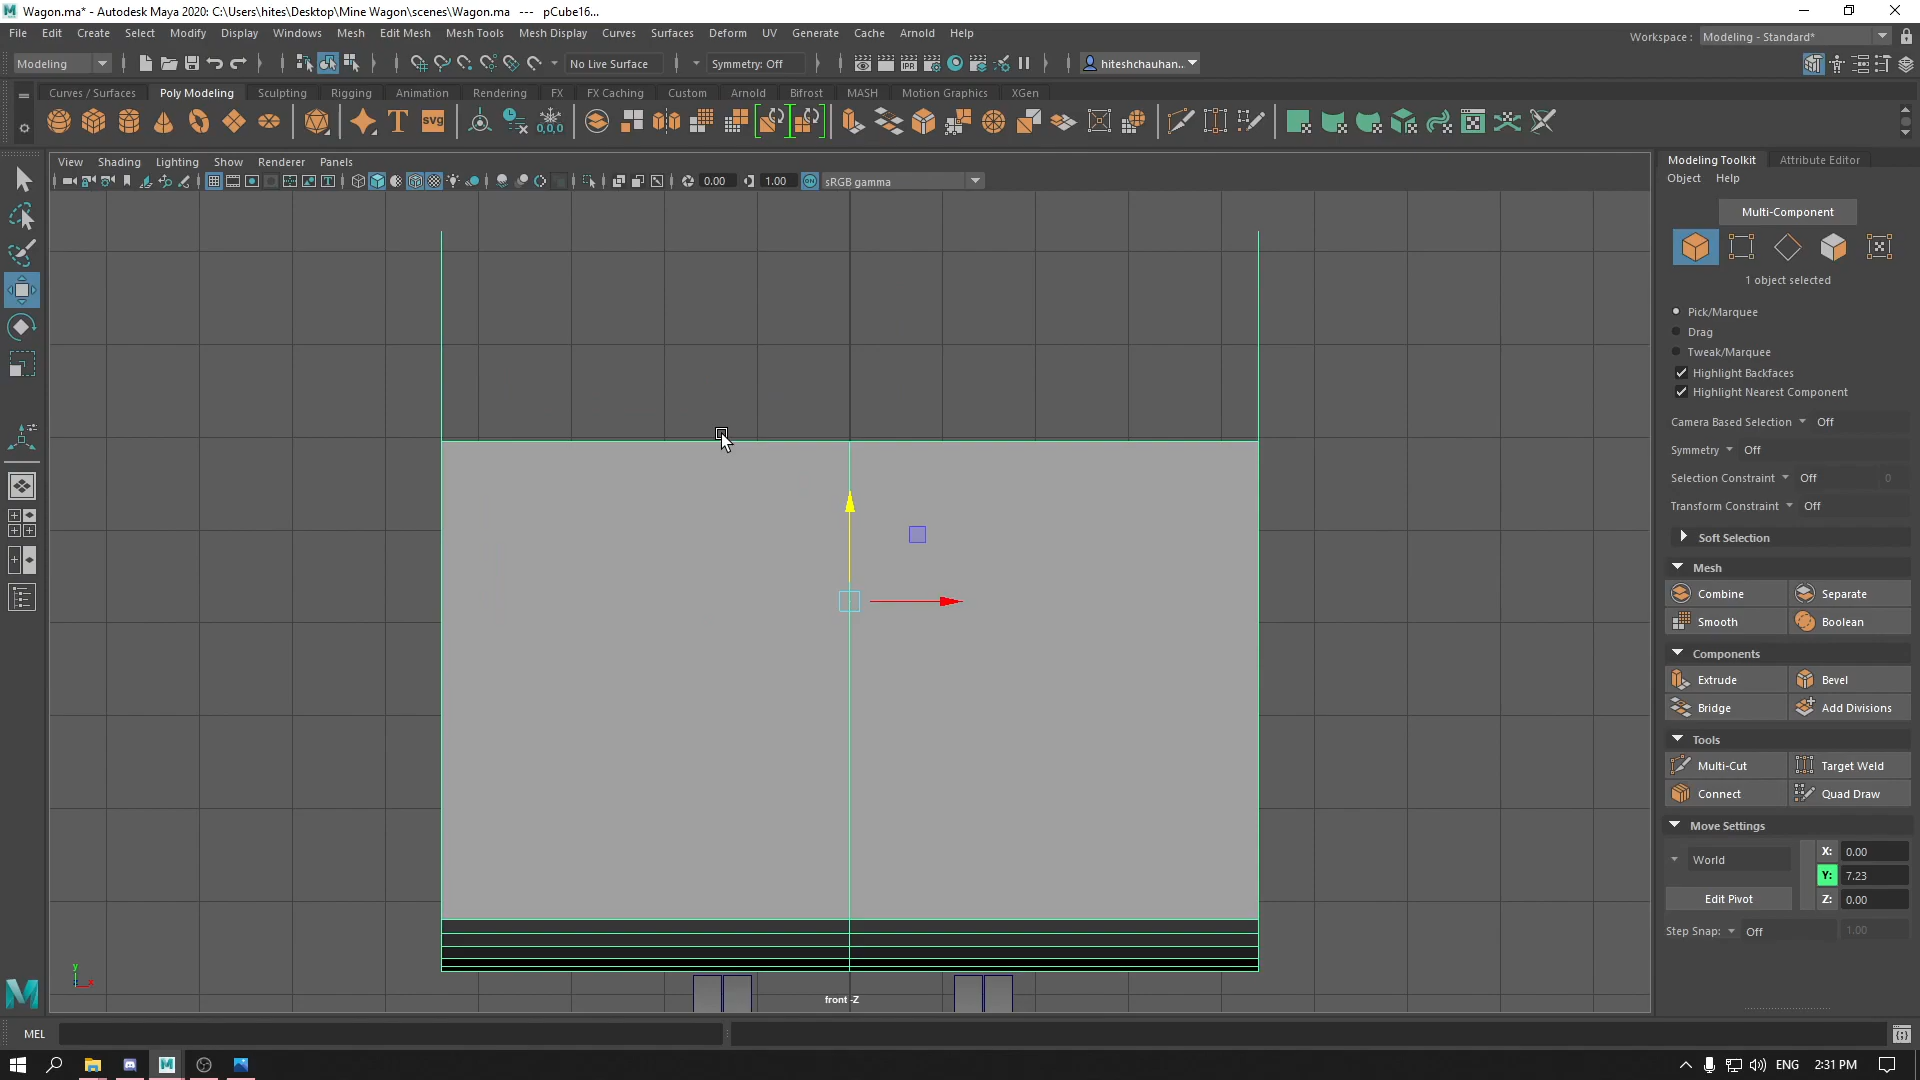 Wagon.ma* - Autodesk Maya 2020: C:\Users\hites\Desktop\Mine Wagon\scenes\Wagon.ma --- pCube16...
File Edit Create Select Modify Display Windows Mesh Edit Mesh Mesh Tools Mesh Display Curves Surfaces Deform UV Generate Cache Arnold Help
Workspace : Modeling - Standard*
Modeling No Live Surface Symmetry: Off IPR hiteshchauhan...
Curves / Surfaces Poly Modeling Sculpting Rigging Animation Rendering FX FX Caching Custom Arnold Bifrost MASH Motion Graphics XGen
T svg 0,0,0
View Shading Lighting Show Renderer Panels
0.00 1.00 ON sRGB gamma
front -Z
y
x
Modeling Toolkit Attribute Editor
Object Help
Multi-Component
1 object selected
Pick/Marquee
Drag
Tweak/Marquee
Highlight Backfaces
Highlight Nearest Component
Camera Based Selection Off
Symmetry Off
Selection Constraint Off 0
Transform Constraint Off
Soft Selection
Mesh
Combine Separate
Smooth Boolean
Components
Extrude Bevel
Bridge Add Divisions
Tools
Multi-Cut Target Weld
Connect Quad Draw
Move Settings
World
X: 0.00
Y: 7.23
Edit Pivot
Z: 0.00
Step Snap: Off 1.00
MEL
ENG 2:31 PM